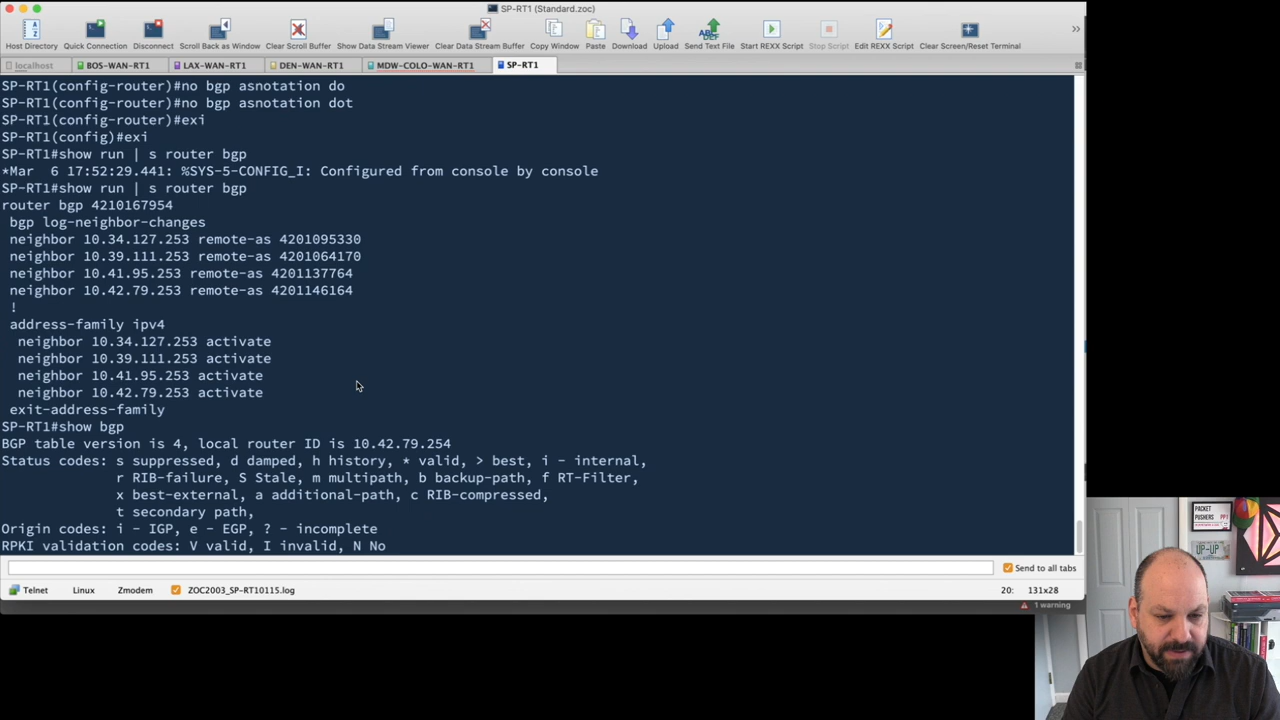 SP-RT1 (Standard.zoc)
Host Directory Quick Connection Disconnect Scroll Back as Window Clear Scroll Buffer Show Data Stream Viewer Clear Data Stream Buffer Copy Window Paste Download Upload Send Text File Start REXX Script Stop Script Edit REXX Script Clear Screen/Reset Terminal
localhost BOS-WAN-RT1 LAX-WAN-RT1 DEN-WAN-RT1 MDW-COLO-WAN-RT1 SP-RT1
SP-RT1(config-router)#no bgp asnotation do
SP-RT1(config-router)#no bgp asnotation dot
SP-RT1(config-router)#exi
SP-RT1(config)#exi
SP-RT1#show run | s router bgp
*Mar  6 17:52:29.441: %SYS-5-CONFIG_I: Configured from console by console
SP-RT1#show run | s router bgp
router bgp 4210167954
 bgp log-neighbor-changes
 neighbor 10.34.127.253 remote-as 4201095330
 neighbor 10.39.111.253 remote-as 4201064170
 neighbor 10.41.95.253 remote-as 4201137764
 neighbor 10.42.79.253 remote-as 4201146164
 !
 address-family ipv4
  neighbor 10.34.127.253 activate
  neighbor 10.39.111.253 activate
  neighbor 10.41.95.253 activate
  neighbor 10.42.79.253 activate
 exit-address-family
SP-RT1#show bgp
BGP table version is 4, local router ID is 10.42.79.254
Status codes: s suppressed, d damped, h history, * valid, > best, i - internal,
              r RIB-failure, S Stale, m multipath, b backup-path, f RT-Filter,
              x best-external, a additional-path, c RIB-compressed,
              t secondary path,
Origin codes: i - IGP, e - EGP, ? - incomplete
RPKI validation codes: V valid, I invalid, N No
Send to all tabs
Telnet Linux Zmodem ZOC2003_SP-RT10115.log 20: 131x28
1 warning
PACKET
PUSHERS
UP-UP